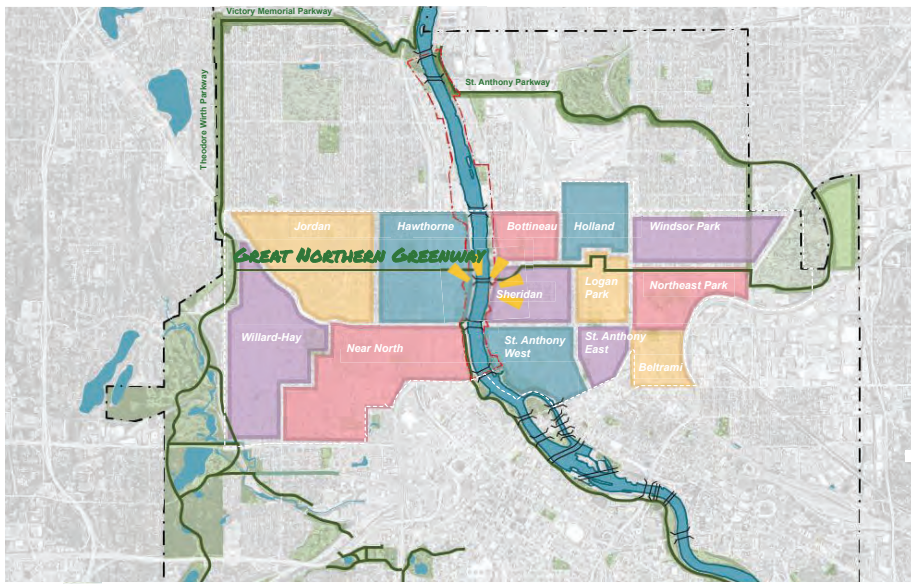 Victory Memorial Parkway
St. Anthony Parkway
Theodore Wirth Parkway
Jordan
Hawthorne
Bottineau
Holland
Windsor Park
Great Northern Greenway
Sheridan
Logan
Park
Northeast Park
Willard-Hay
Near North
St. Anthony
West
St. Anthony
East
Beltrami